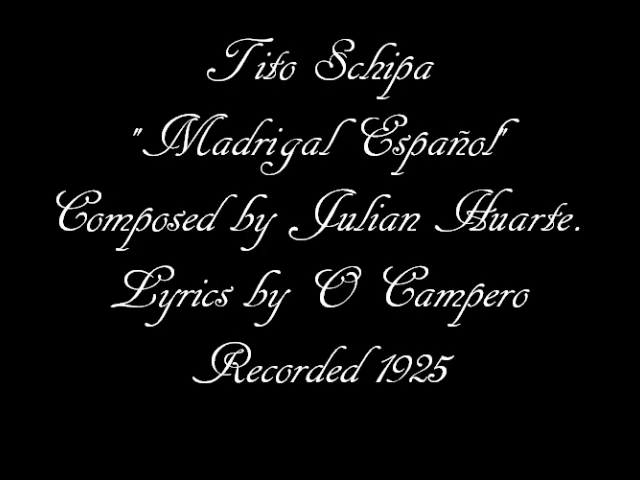 Tito Schipa
"Madrigal Español"
Composed by Julian Huarte.
Lyrics by O Campero
Recorded 1925